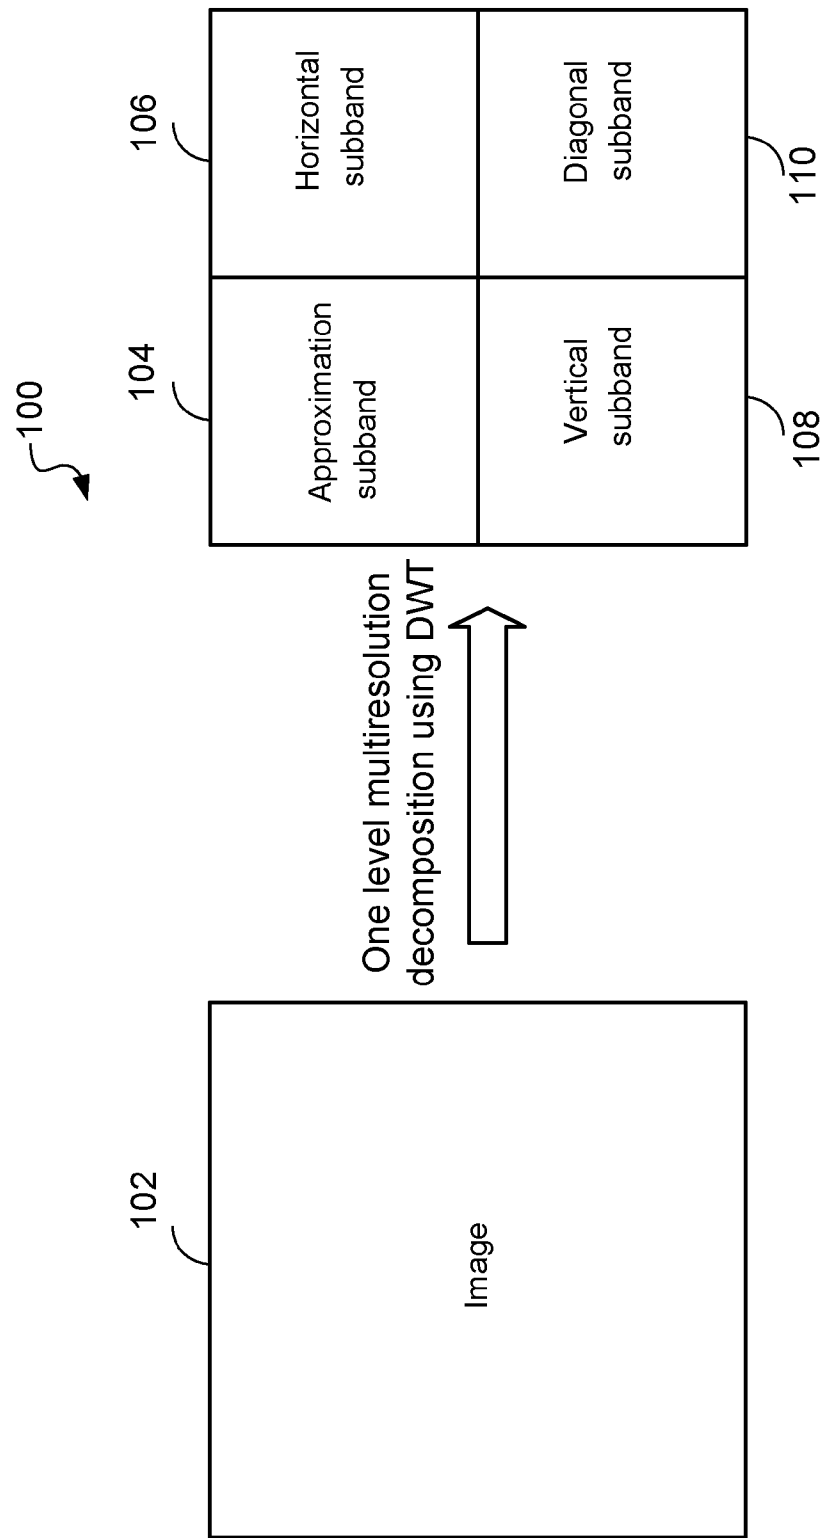 100
102
Image
One level multiresolution
decomposition using DWT
104
106
Approximation
subband
Horizontal
subband
Vertical
subband
Diagonal
subband
108
110